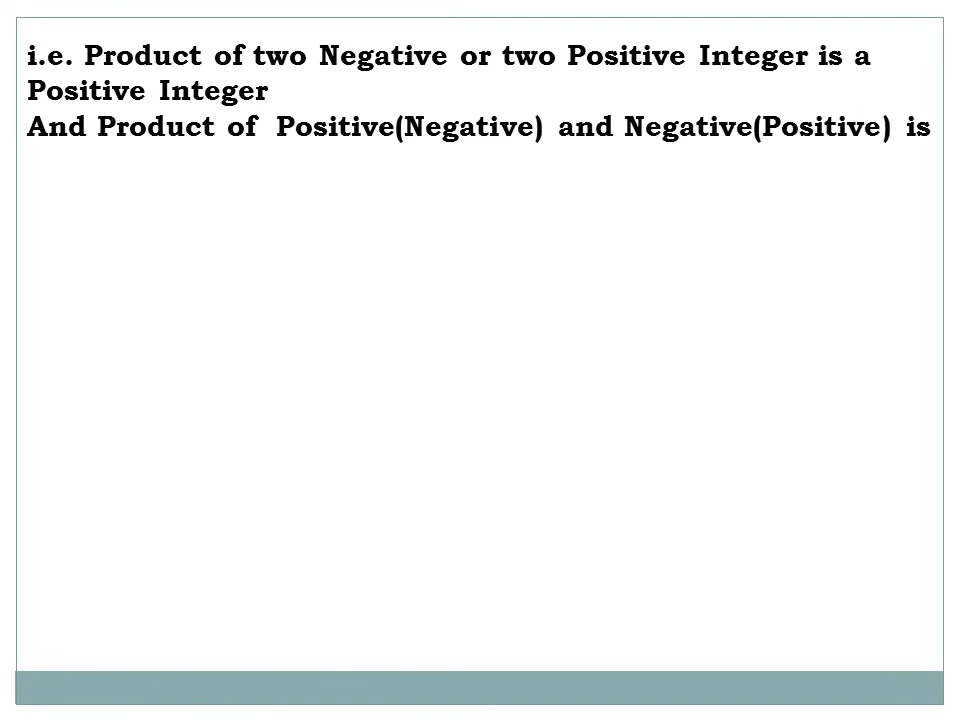 i.e. Product of two Negative or two Positive Integer is a
Positive Integer
And Product of Positive(Negative) and Negative(Positive) is